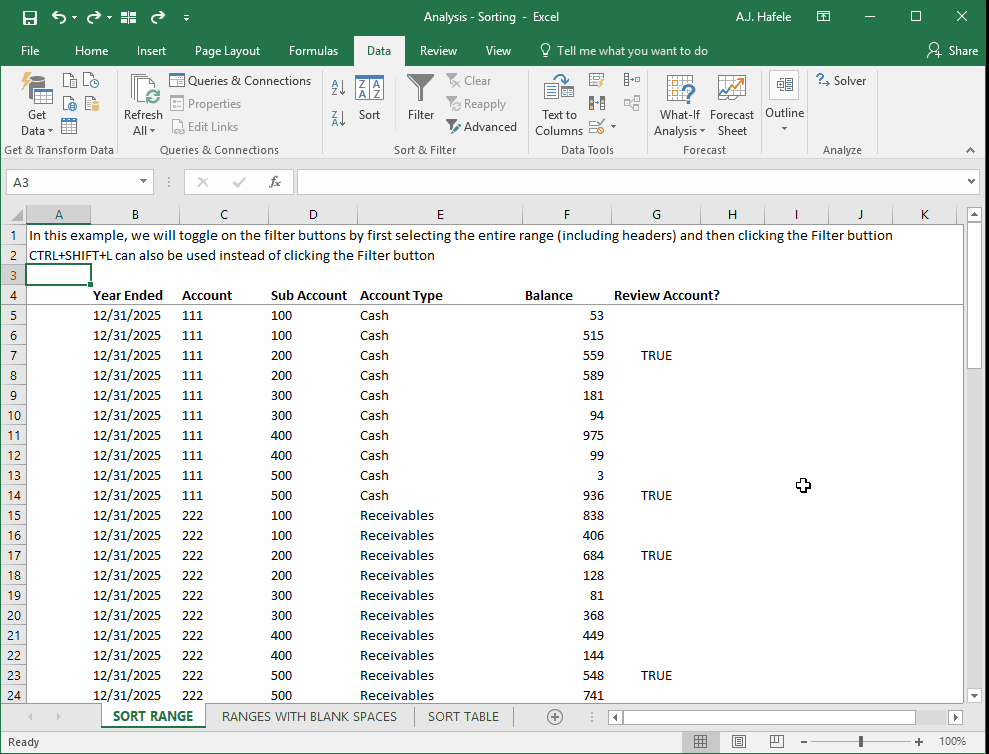 Analysis - Sorting - Excel
A.J. Hafele
File Home Insert Page Layout Formulas Data Review View Tell me what you want to do Share
Get Data
Refresh All
Queries & Connections
Properties
Edit Links
A Z
Z A
Z A A Z
Sort
Filter
Clear
Reapply
Advanced
Text to Columns
What-If Analysis
Forecast Sheet
Outline
Solver
Get & Transform Data Queries & Connections Sort & Filter Data Tools Forecast Analyze
A3 fx
A B C D E F G H I J K
1 In this example, we will toggle on the filter buttons by first selecting the entire range (including headers) and then clicking the Filter buttion
2 CTRL+SHIFT+L can also be used instead of clicking the Filter button
3
4 Year Ended Account Sub Account Account Type Balance Review Account?
5 12/31/2025 111 100 Cash 53
6 12/31/2025 111 100 Cash 515
7 12/31/2025 111 200 Cash 559 TRUE
8 12/31/2025 111 200 Cash 589
9 12/31/2025 111 300 Cash 181
10 12/31/2025 111 300 Cash 94
11 12/31/2025 111 400 Cash 975
12 12/31/2025 111 400 Cash 99
13 12/31/2025 111 500 Cash 3
14 12/31/2025 111 500 Cash 936 TRUE
15 12/31/2025 222 100 Receivables 838
16 12/31/2025 222 100 Receivables 406
17 12/31/2025 222 200 Receivables 684 TRUE
18 12/31/2025 222 200 Receivables 128
19 12/31/2025 222 300 Receivables 81
20 12/31/2025 222 300 Receivables 368
21 12/31/2025 222 400 Receivables 449
22 12/31/2025 222 400 Receivables 144
23 12/31/2025 222 500 Receivables 548 TRUE
24 12/31/2025 222 500 Receivables 741
SORT RANGE RANGES WITH BLANK SPACES SORT TABLE
Ready 100%